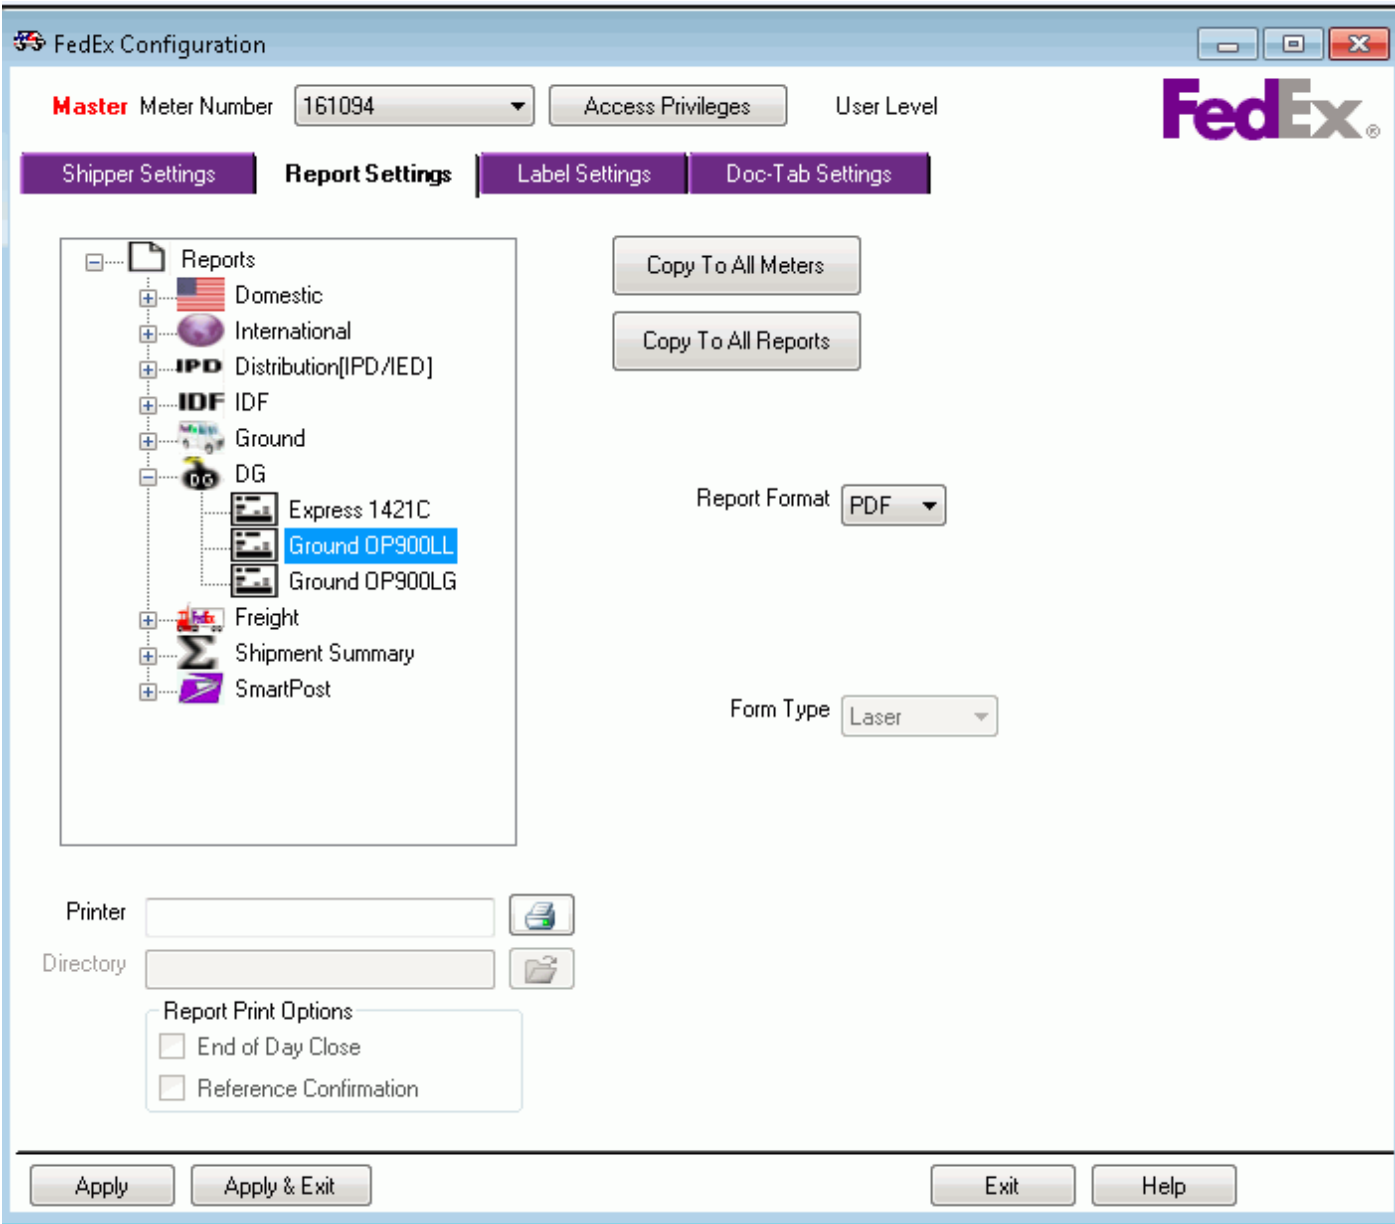 FedEx Configuration
Master Meter Number 161094 Access Privileges User Level FedEx®
Shipper Settings Report Settings Label Settings Doc-Tab Settings
Reports
Domestic
International
IPD Distribution[IPD/IED]
IDF IDF
Ground
DG DG
Express 1421C
Ground OP900LL
Ground OP900LG
FedEx Freight
Shipment Summary
SmartPost
Copy To All Meters
Copy To All Reports
Report Format PDF
Form Type Laser
Printer
Directory
Report Print Options
End of Day Close
Reference Confirmation
Apply Apply & Exit Exit Help